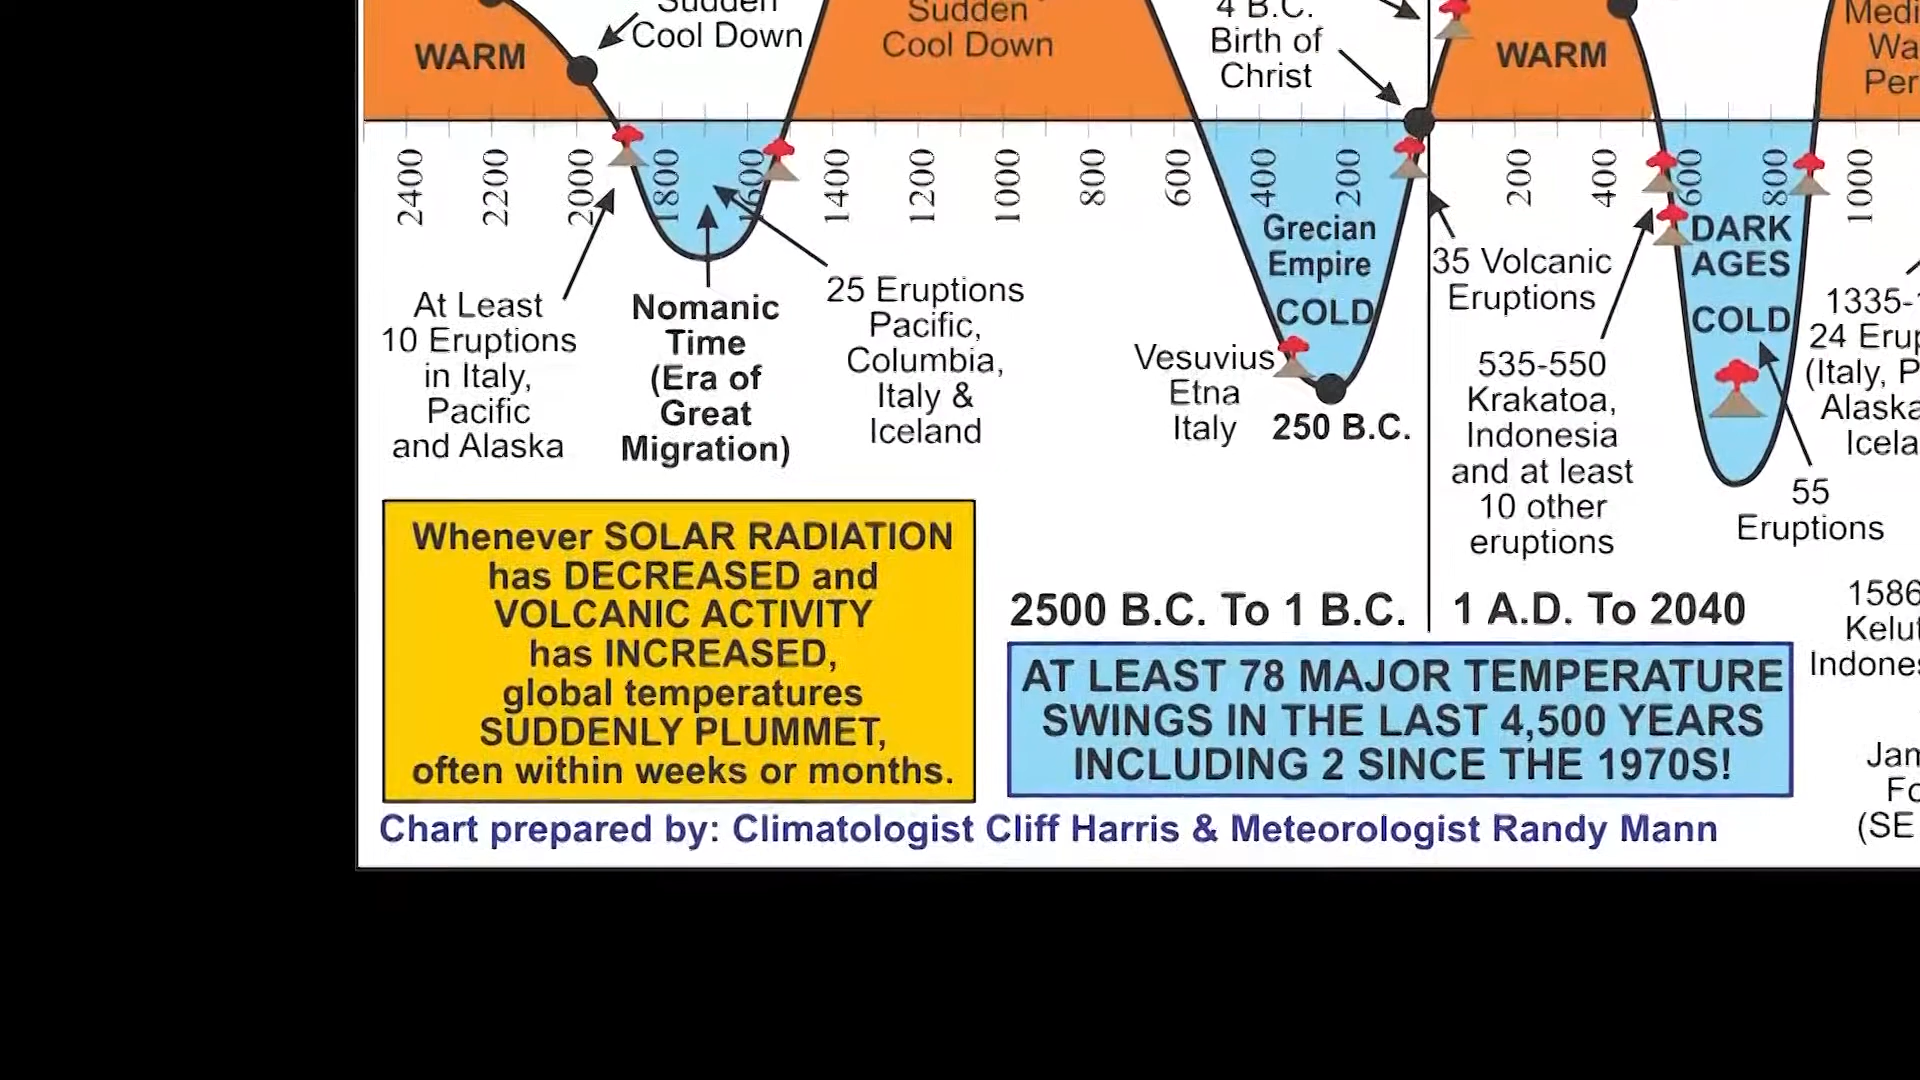 Sudden
Cool Down
WARM
Sudden
Cool Down
4 B.C.
Birth of
Christ
WARM
2400
2200
2000
1800
1600
1400
1200
1000
800
600
400
200
200
400
600
800
1000
At Least
10 Eruptions
in Italy,
Pacific
and Alaska
Nomanic
Time
(Era of
Great
Migration)
25 Eruptions
Pacific,
Columbia,
Italy &
Iceland
Grecian
Empire
COLD
Vesuvius
Etna
Italy
250 B.C.
35 Volcanic
Eruptions
535-550
Krakatoa,
Indonesia
and at least
10 other
eruptions
DARK
AGES
COLD
55
Eruptions
24
(Italy,
1586
Whenever SOLAR RADIATION
has DECREASED and
VOLCANIC ACTIVITY
has INCREASED,
global temperatures
SUDDENLY PLUMMET,
often within weeks or months.
2500 B.C. To 1 B.C.
1 A.D. To 2040
AT LEAST 78 MAJOR TEMPERATURE
SWINGS IN THE LAST 4,500 YEARS
INCLUDING 2 SINCE THE 1970S!
(SE
Chart prepared by: Climatologist Cliff Harris & Meteorologist Randy Mann